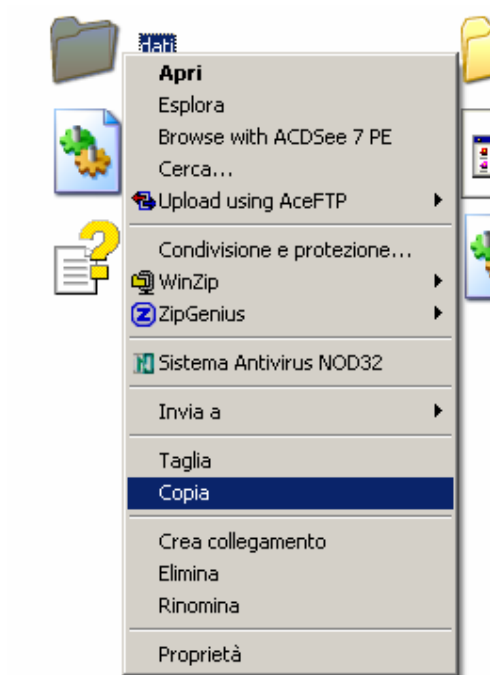 dati
Apri
Esplora
Browse with ACDSee 7 PE
Cerca...
Upload using AceFTP
Condivisione e protezione...
WinZip
ZipGenius
Sistema Antivirus NOD32
Invia a
Taglia
Copia
Crea collegamento
Elimina
Rinomina
Proprietà